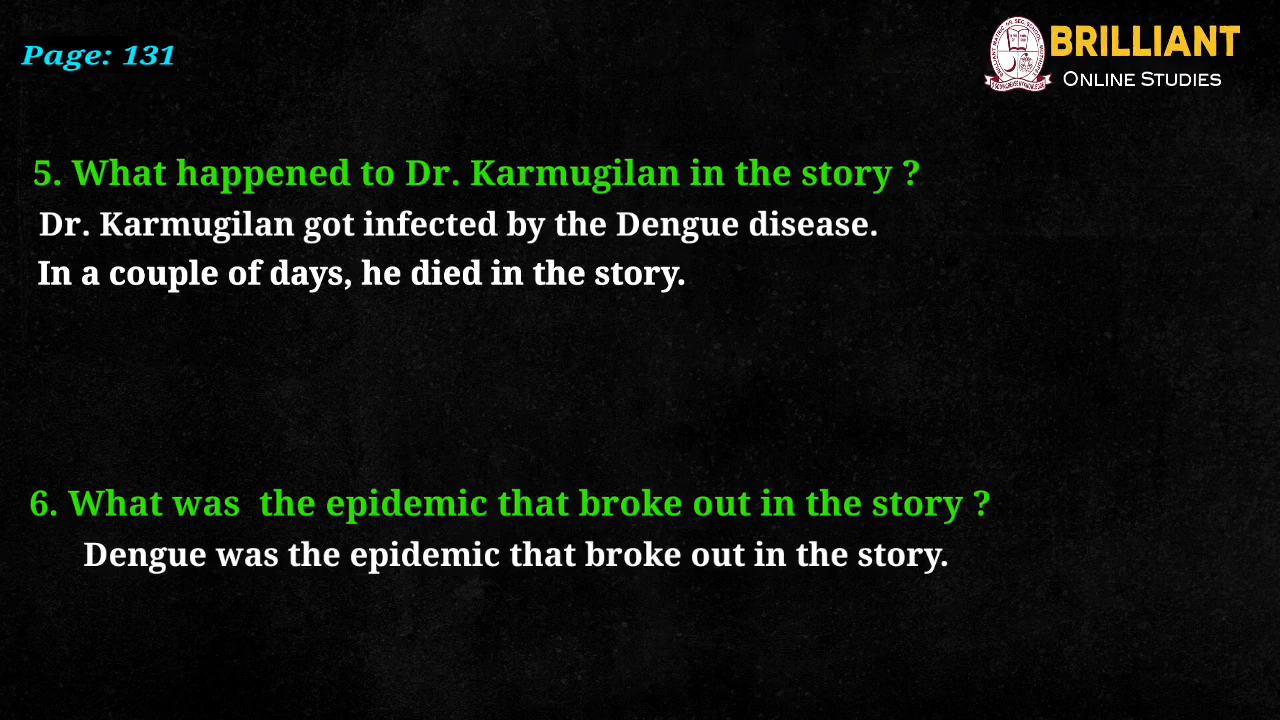 Page: 131
BRILLIANT
ONLINE STUDIES
5. What happened to Dr. Karmugilan in the story ?
Dr. Karmugilan got infected by the Dengue disease.
In a couple of days, he died in the story.
6. What was  the epidemic that broke out in the story ?
Dengue was the epidemic that broke out in the story.